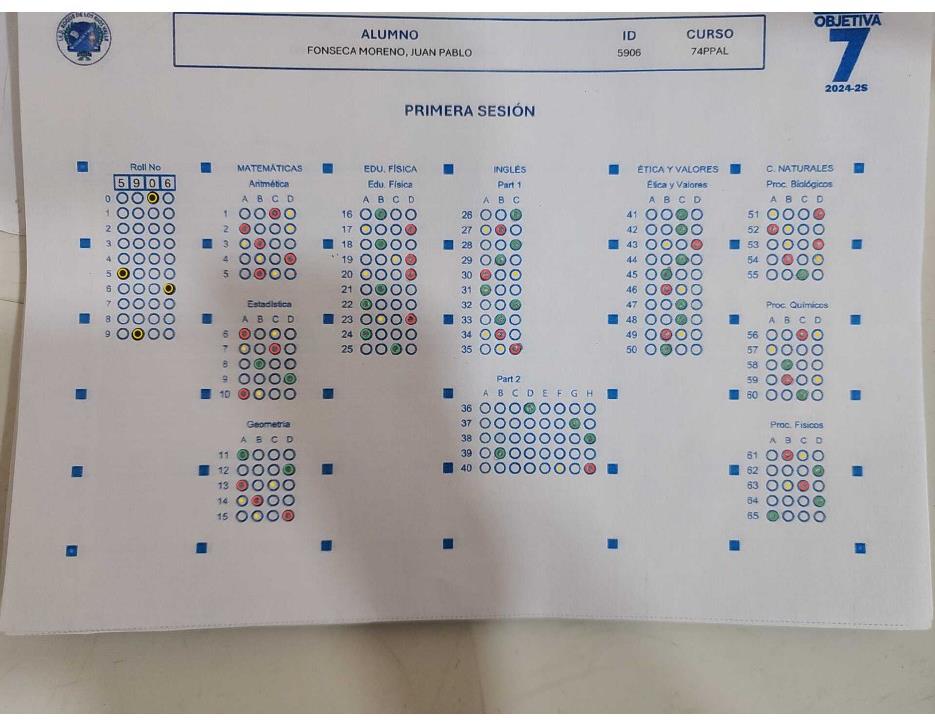 OBJETIVA
7
2024-2S
ALUMNO ID CURSO
FONSECA MORENO, JUAN PABLO 5906 74PPAL
PRIMERA SESIÓN
Roll No
5 9 0 6
0
1
2
3
4
5
6
7
8
9
MATEMÁTICAS
Aritmética
A B C D
1
2
3
4
5
Estadística
A B C D
6
7
8
9
10
Geometria
A B C D
11
12
13
14
15
EDU. FÍSICA
Edu. Física
A B C D
16
17
18
19
20
21
22
23
24
25
INGLÉS
Part 1
A B C
26
27
28
29
30
31
32
33
34
35
Part 2
A B C D E F G H
36
37
38
39
40
ÉTICA Y VALORES
Ética y Valores
A B C D
41
42
43
44
45
46
47
48
49
50
C. NATURALES
Proc. Biológicos
A B C D
51
52
53
54
55
Proc. Químicos
A B C D
56
57
58
59
60
Proc. Físicos
A B C D
61
62
63
64
65